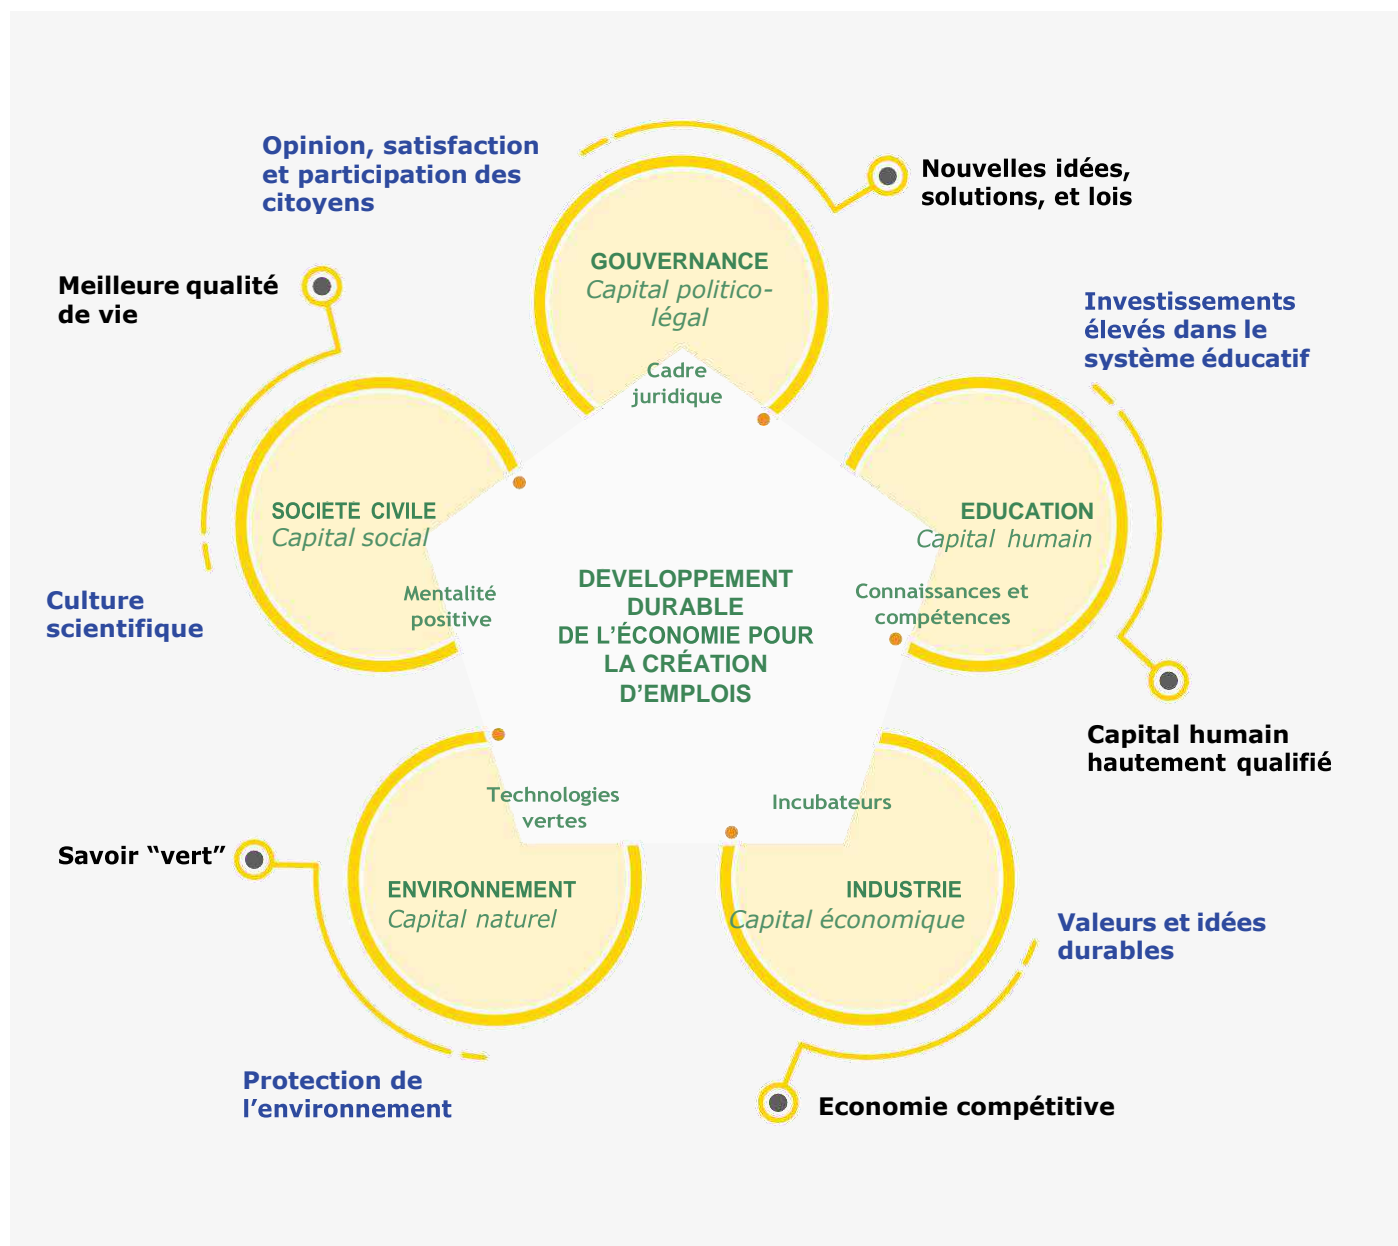 Opinion, satisfaction
et participation des
citoyens
Nouvelles idées,
solutions, et lois
GOUVERNANCE
Capital politico-
légal
Cadre
juridique
Meilleure qualité
de vie
Investissements
élevés dans le
système éducatif
SOCIETE CIVILE
Capital social
Mentalité
positive
EDUCATION
Capital humain
Connaissances et
compétences
DEVELOPPEMENT
DURABLE
DE L’ÉCONOMIE POUR
LA CRÉATION
D’EMPLOIS
Culture
scientifique
Capital humain
hautement qualifié
Technologies
vertes
Incubateurs
Savoir “vert”
ENVIRONNEMENT
Capital naturel
INDUSTRIE
Capital économique
Valeurs et idées
durables
Protection de
l’environnement
Economie compétitive